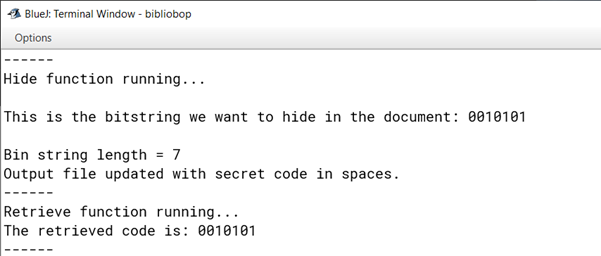 BlueJ: Terminal Window - bibliobop
Options
------
Hide function running...
This is the bitstring we want to hide in the document: 0010101
Bin string length = 7
Output file updated with secret code in spaces.
------
Retrieve function running...
The retrieved code is: 0010101
------